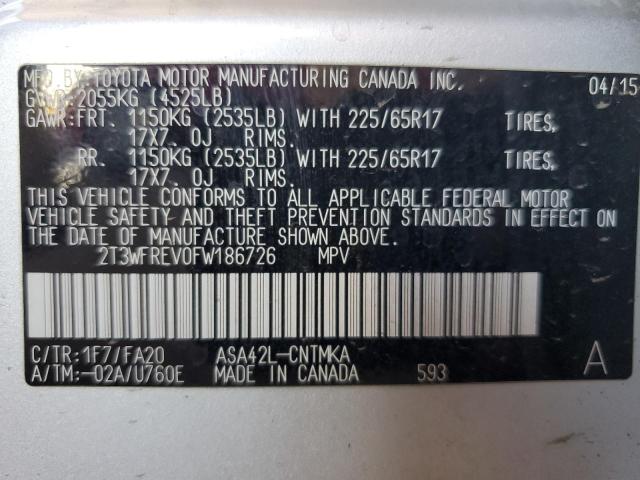 MFD.BY:TOYOTA MOTOR MANUFACTURING CANADA INC. 04/15
GVWR:2055KG (4525LB)
GAWR:FRT. 1150KG (2535LB) WITH 225/65R17 TIRES,
17X7.0J RIMS.
RR. 1150KG (2535LB) WITH 225/65R17 TIRES,
17X7.0J RIMS.
THIS VEHICLE CONFORMS TO ALL APPLICABLE FEDERAL MOTOR
VEHICLE SAFETY AND THEFT PREVENTION STANDARDS IN EFFECT ON
THE DATE OF MANUFACTURE SHOWN ABOVE.
2T3WFREV0FW186726 MPV
C/TR:1F7/FA20 ASA42L-CNTMKA A
A/TM:-02A/U760E MADE IN CANADA 593